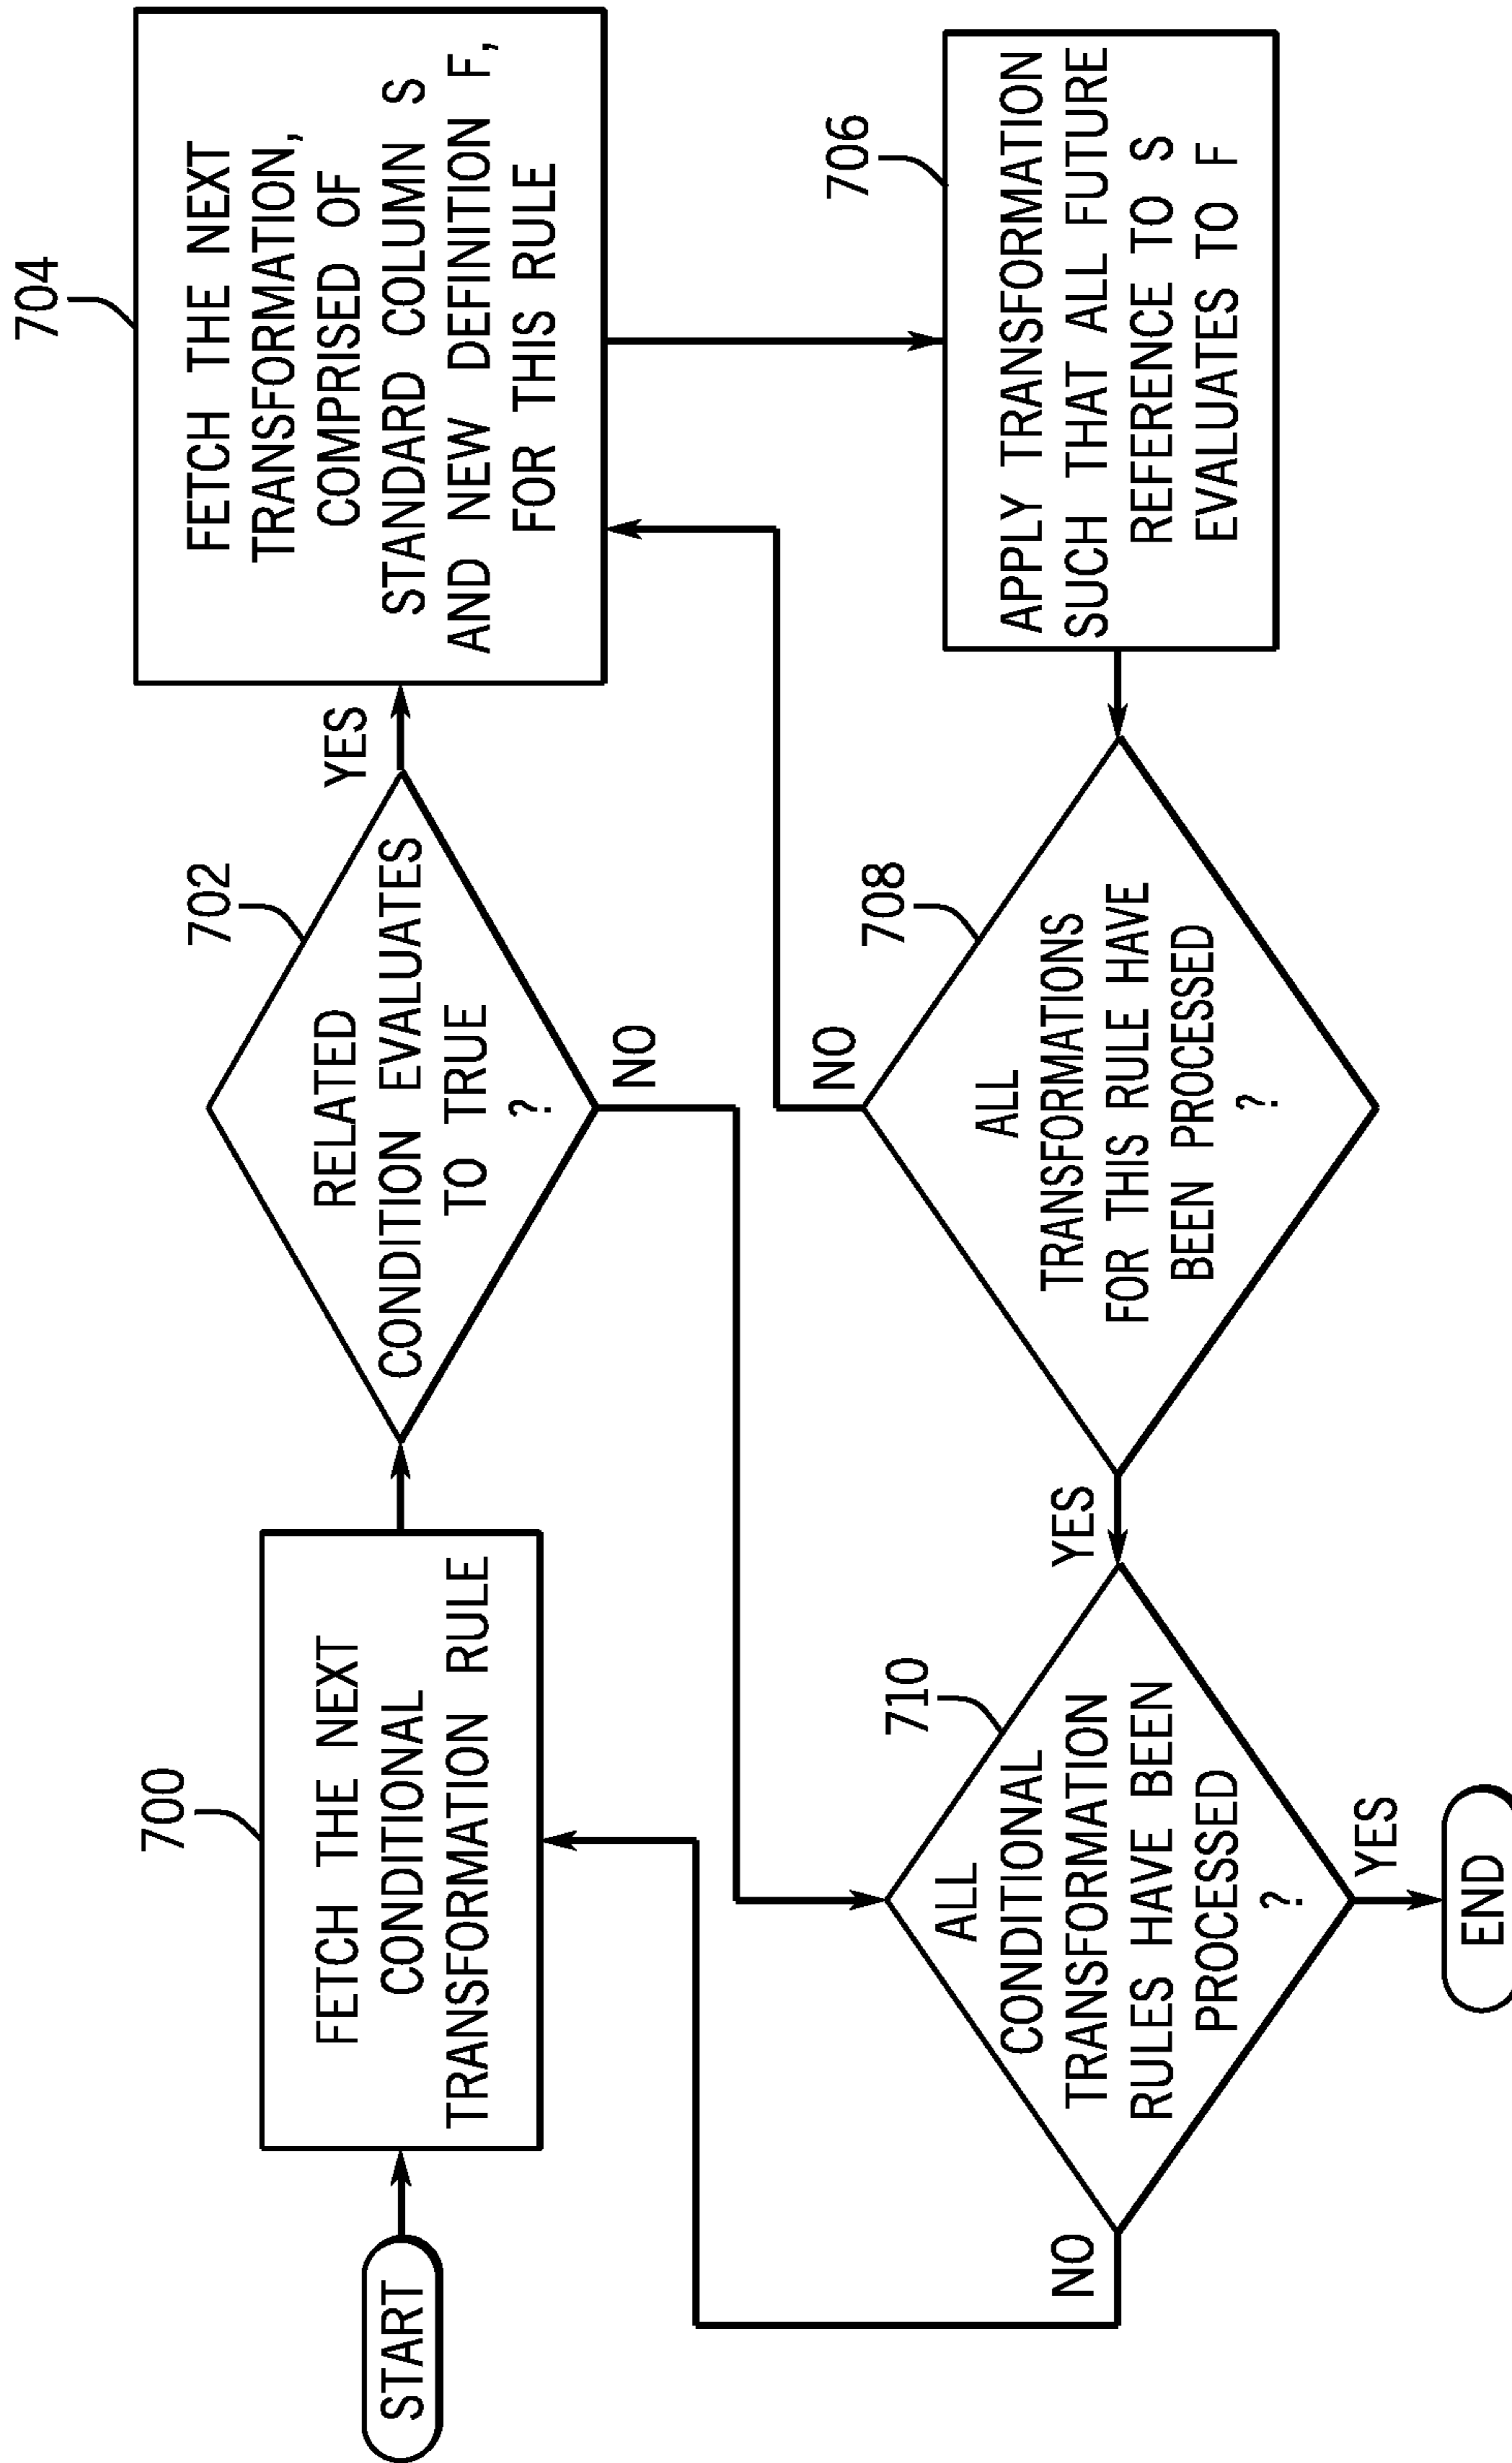 START
700
FETCH THE NEXT
CONDITIONAL
TRANSFORMATION RULE
702
RELATED
CONDITION EVALUATES
TO TRUE
?
YES
NO
704
FETCH THE NEXT
TRANSFORMATION,
COMPRISED OF
STANDARD COLUMN S
AND NEW DEFINITION F,
FOR THIS RULE
706
APPLY TRANSFORMATION
SUCH THAT ALL FUTURE
REFERENCE TO S
EVALUATES TO F
708
ALL
TRANSFORMATIONS
FOR THIS RULE HAVE
BEEN PROCESSED
?
NO
YES
710
ALL
CONDITIONAL
TRANSFORMATION
RULES HAVE BEEN
PROCESSED
?
NO
YES
END